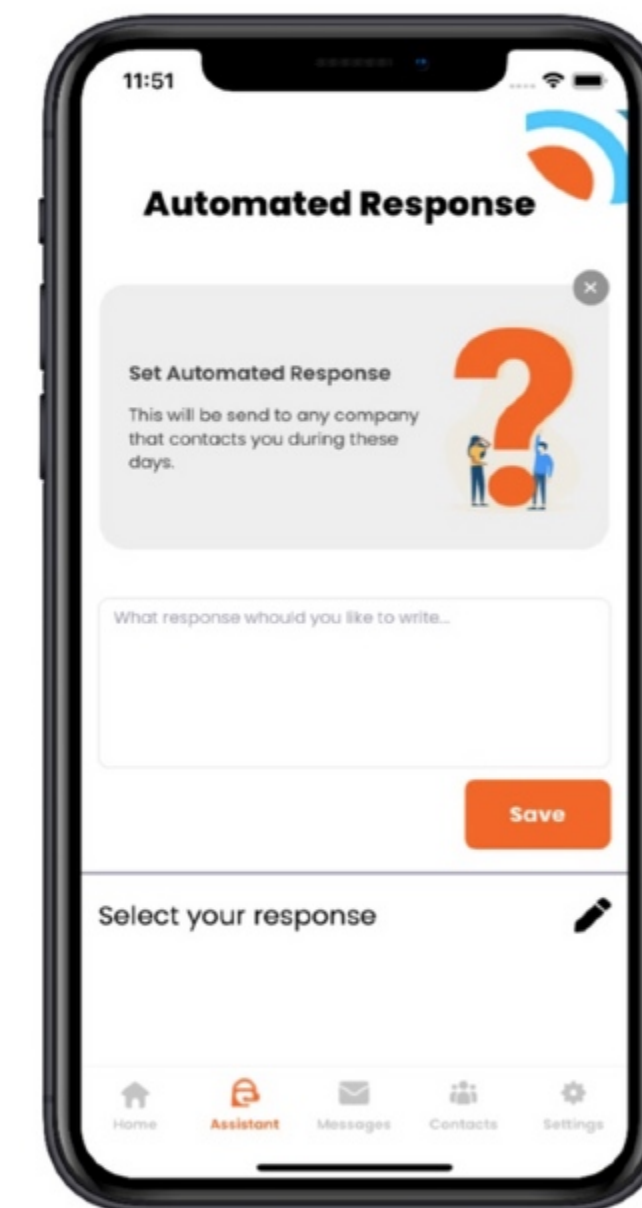 11:51
Automated Response
Set Automated Response
This will be send to any company
that contacts you during these
days.
What response whould you like to write...
Save
Select your response
Home
Assistant
Messages
Contacts
Settings